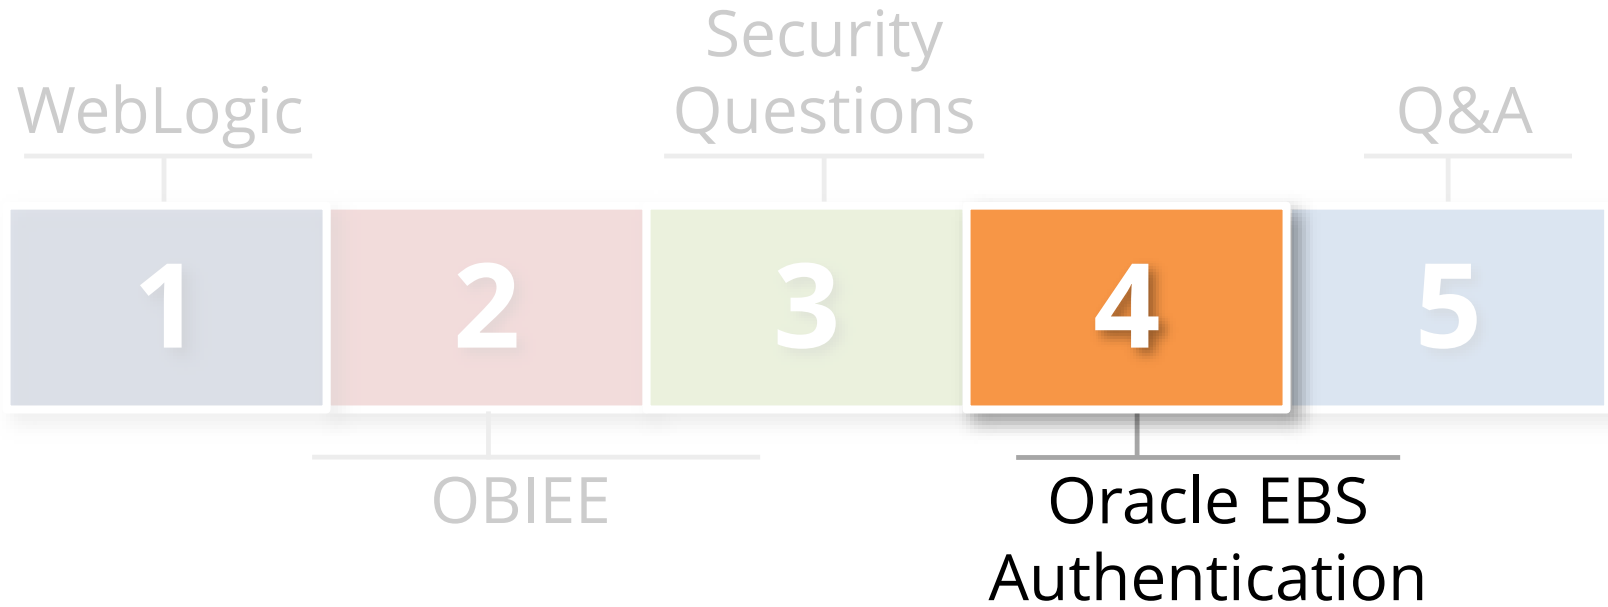 Security
WebLogic
Questions
Q&A
1
2
3
4
5
OBIEE
Oracle EBS
Authentication